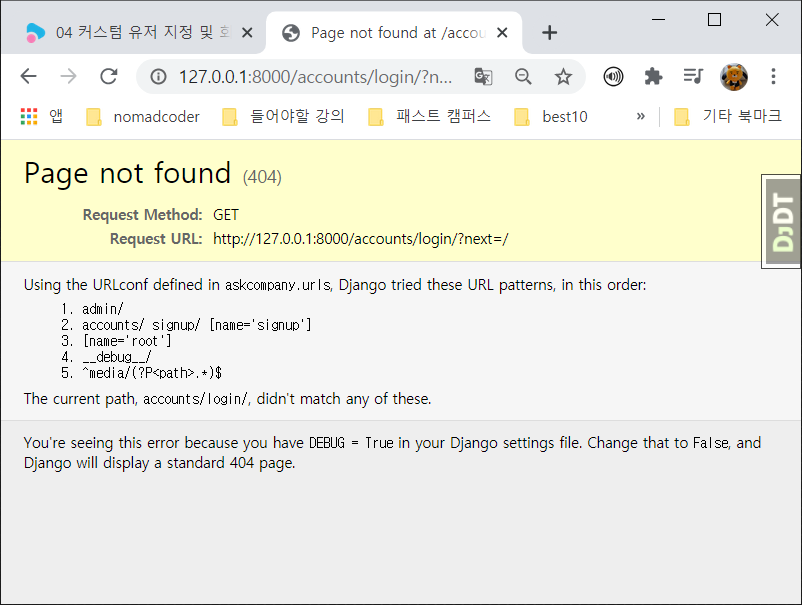 04 커스텀 유저 지정 및 회
Page not found at /accou
127.0.0.1:8000/accounts/login/?n...
앱
nomadcoder
들어야할 강의
패스트 캠퍼스
best10
»
기타 북마크
Page not found (404)
Request Method: GET
Request URL: http://127.0.0.1:8000/accounts/login/?next=/
DJDT
Using the URLconf defined in askcompany.urls, Django tried these URL patterns, in this order:
1. admin/
2. accounts/ signup/ [name='signup']
3. [name='root']
4. __debug__/
5. ^media/(?P<path>.*)$
The current path, accounts/login/, didn't match any of these.
You're seeing this error because you have DEBUG = True in your Django settings file. Change that to False, and
Django will display a standard 404 page.